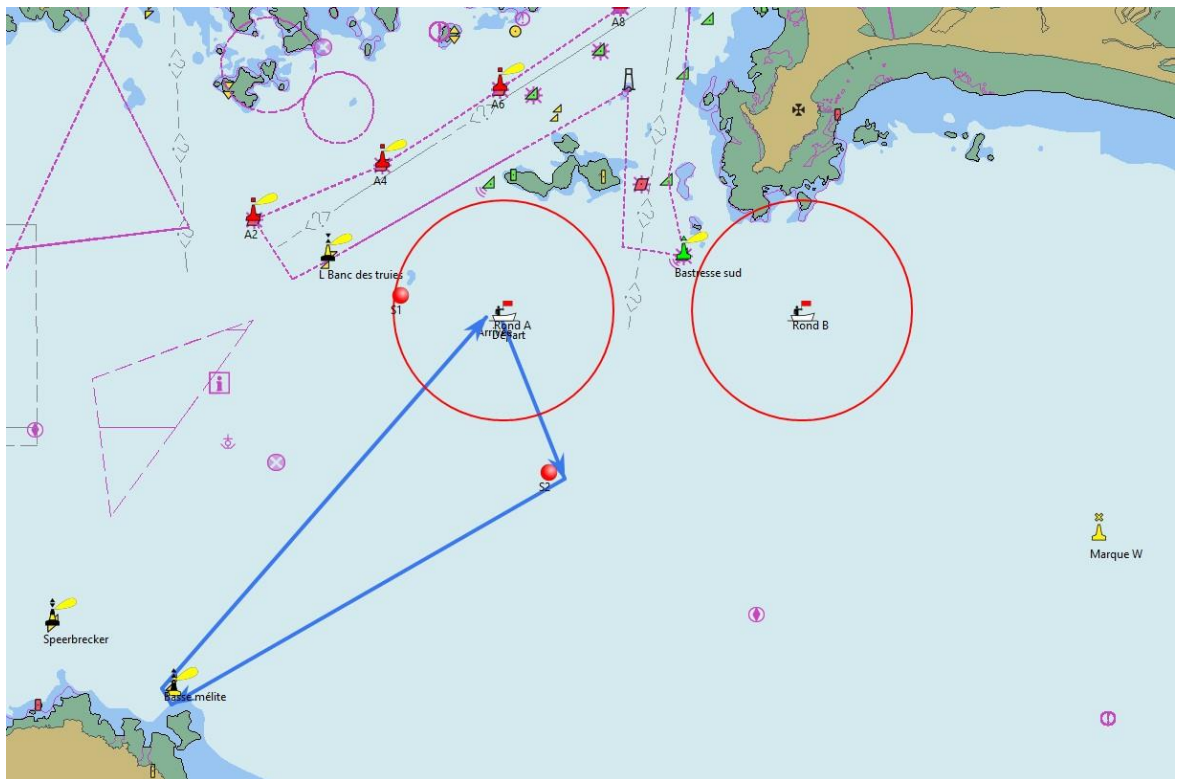 A8
A6
A4
A2
L Banc des truies
Bastresse sud
S1
Rond A
Départ
Rond B
S2
Marque W
Speerbrecker
Basse mélite
<?>
<?>
<?>
<?>
<?>
<?>
i